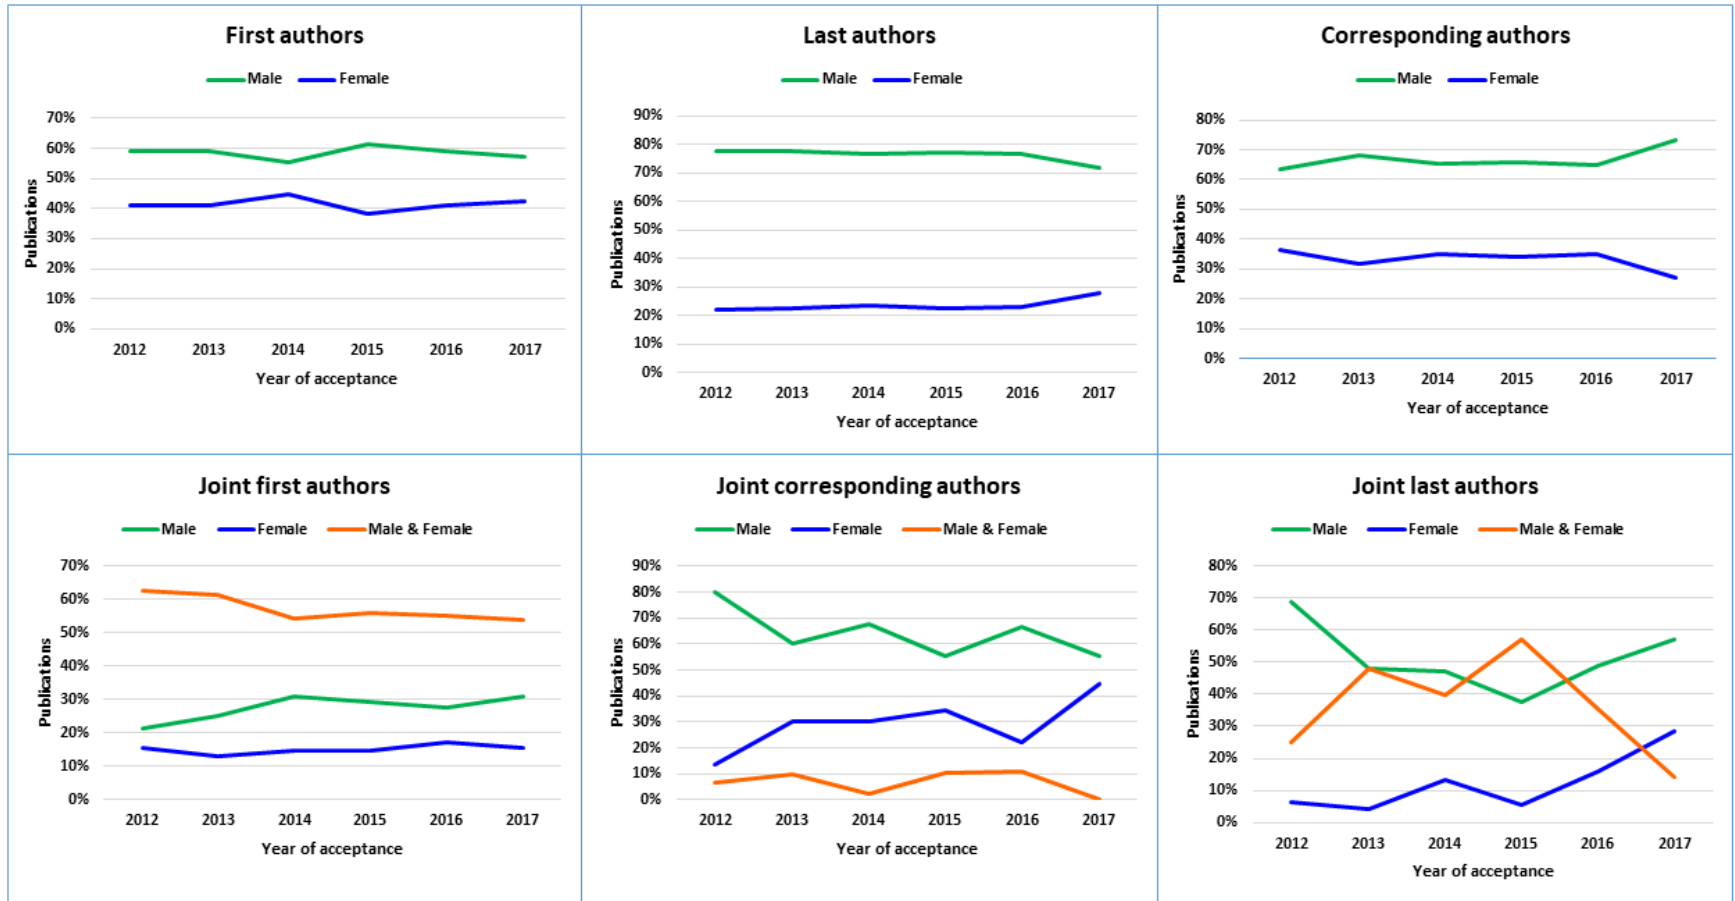 First authors
Male Female
70%
60%
50%
40%
30%
20%
10%
0%
Publications
2012 2013 2014 2015 2016 2017
Year of acceptance
Last authors
Male Female
90%
80%
70%
60%
50%
40%
30%
20%
10%
0%
Publications
2012 2013 2014 2015 2016 2017
Year of acceptance
Corresponding authors
Male Female
80%
70%
60%
50%
40%
30%
20%
10%
0%
Publications
2012 2013 2014 2015 2016 2017
Year of acceptance
Joint first authors
Male Female Male & Female
70%
60%
50%
40%
30%
20%
10%
0%
Publications
2012 2013 2014 2015 2016 2017
Year of acceptance
Joint corresponding authors
Male Female Male & Female
90%
80%
70%
60%
50%
40%
30%
20%
10%
0%
Publications
2012 2013 2014 2015 2016 2017
Year of acceptance
Joint last authors
Male Female Male & Female
80%
70%
60%
50%
40%
30%
20%
10%
0%
Publications
2012 2013 2014 2015 2016 2017
Year of acceptance